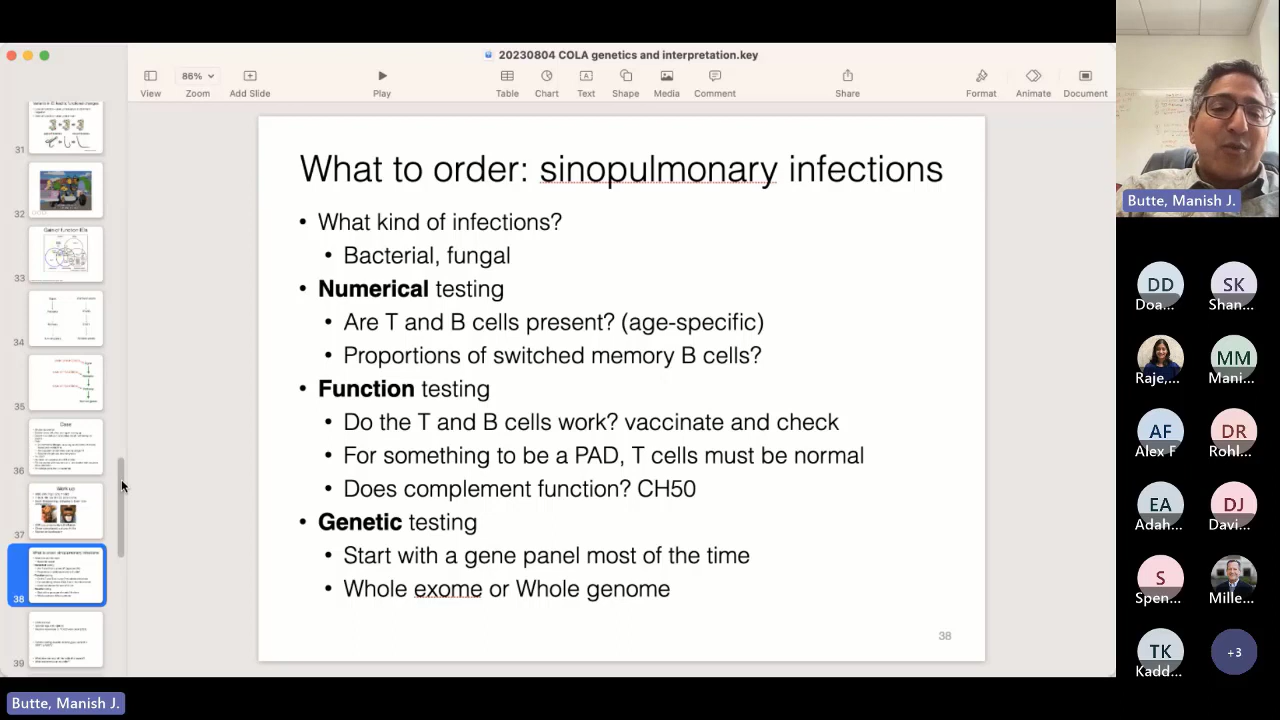 20230804 COLA genetics and interpretation.key
86%
View
Zoom
Add Slide
Play
Table
Chart
Text
Shape
Media
Comment
Share
Format
Animate
Document
31
32
33
34
35
36
37
38
39
What to order: sinopulmonary infections
• What kind of infections?
• Bacterial, fungal
• Numerical testing
• Are T and B cells present? (age-specific)
• Proportions of switched memory B cells?
• Function testing
• Do the T and B cells work? vaccinate and check
• For something to be a PAD, T cells must be normal
• Does complement function? CH50
• Genetic testing
• Start with a gene panel most of the time
• Whole exome or Whole genome
38
Butte, Manish J.
DD
Doa...
SK
Shan...
Raje,...
MM
Mani...
AF
Alex F
DR
Rohl...
EA
Adah...
DJ
Davi...
S
Spen...
Mille...
TK
Kadd...
+3
Butte, Manish J.